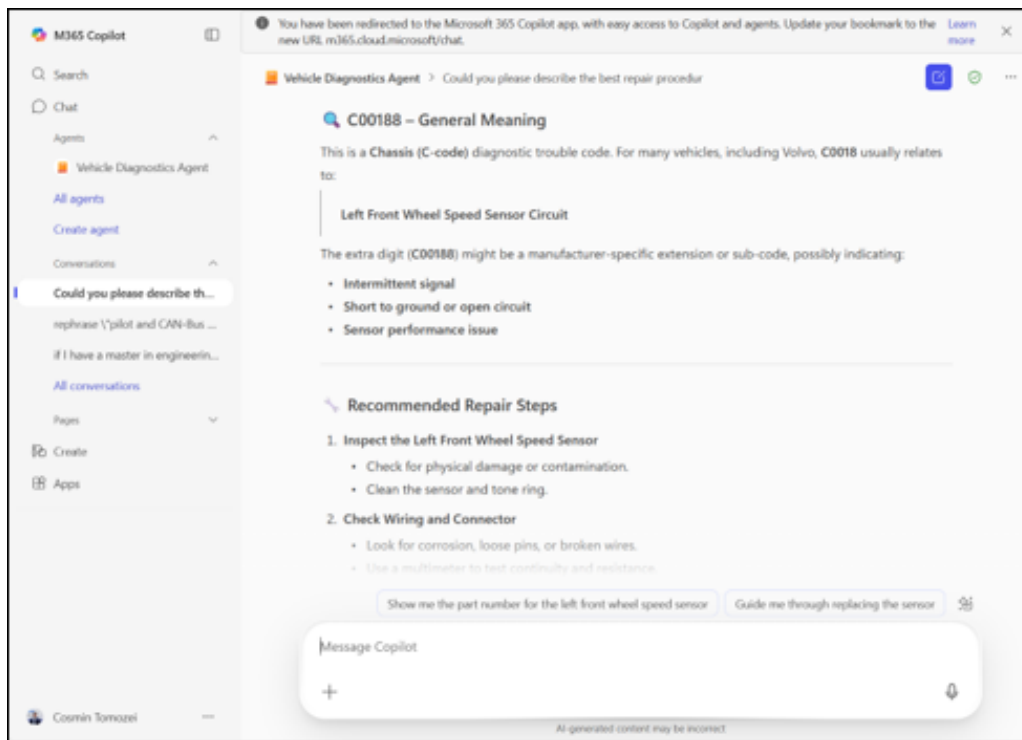 M365 Copilot
Search
Chat
Agents
Vehicle Diagnostics Agent
All agents
Create agent
Conversations
Could you please describe th...
rephrase \"pilot and CAN-Bus ...
if I have a master in engineerin...
All conversations
Pages
Create
Apps
Cosmin Tomozei
You have been redirected to the Microsoft 365 Copilot app, with easy access to Copilot and agents. Update your bookmark to the
new URL m365.cloud.microsoft/chat.
Learn
more
Vehicle Diagnostics Agent > Could you please describe the best repair procedur
C00188 – General Meaning
This is a Chassis (C-code) diagnostic trouble code. For many vehicles, including Volvo, C0018 usually relates
to:
Left Front Wheel Speed Sensor Circuit
The extra digit (C00188) might be a manufacturer-specific extension or sub-code, possibly indicating:
• Intermittent signal
• Short to ground or open circuit
• Sensor performance issue
Recommended Repair Steps
1. Inspect the Left Front Wheel Speed Sensor
• Check for physical damage or contamination.
• Clean the sensor and tone ring.
2. Check Wiring and Connector
• Look for corrosion, loose pins, or broken wires.
• Use a multimeter to test continuity and resistance.
Show me the part number for the left front wheel speed sensor
Guide me through replacing the sensor
Message Copilot
AI-generated content may be incorrect